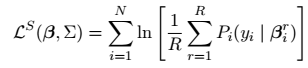 $$\mathcal{L}^S(\boldsymbol{\beta}, \Sigma) = \sum_{i=1}^{N} \ln \left[ \frac{1}{R} \sum_{r=1}^{R} P_i(y_i \mid \boldsymbol{\beta}_i^r) \right]$$